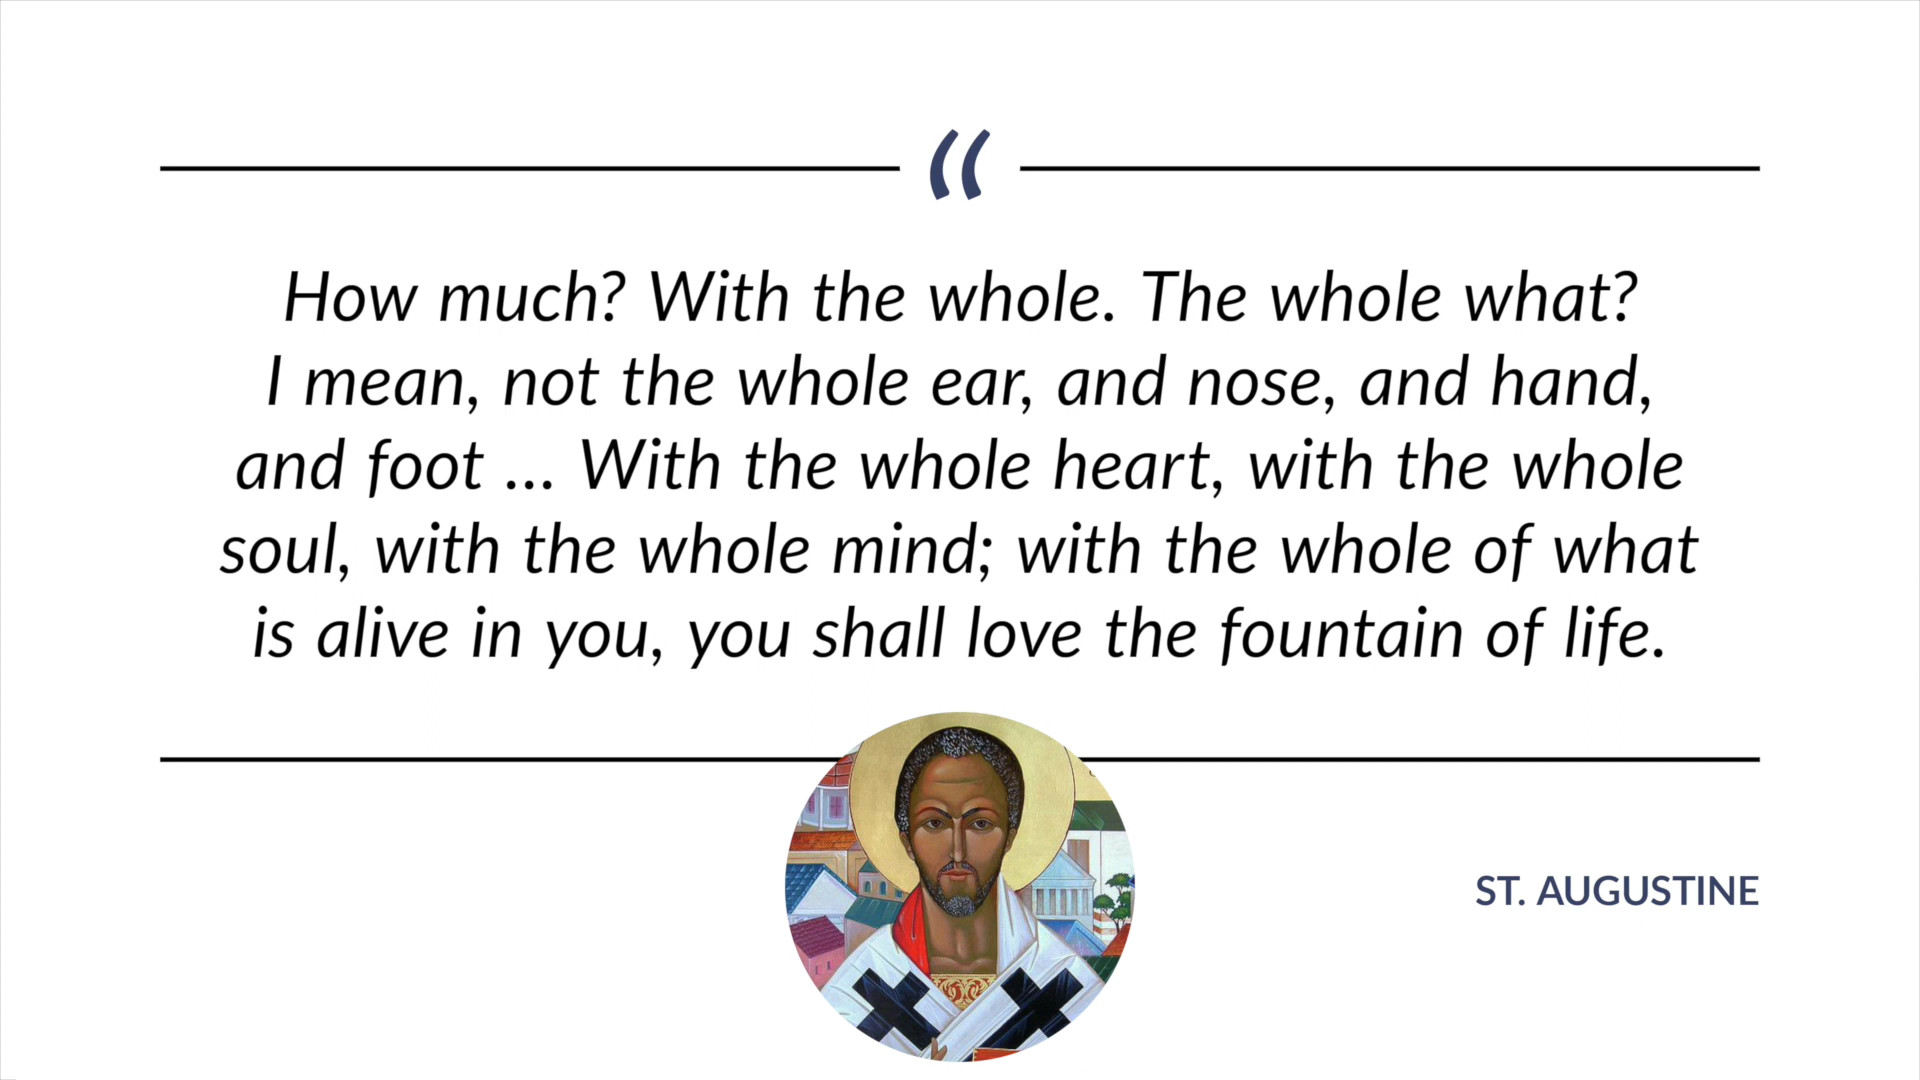 “
How much? With the whole. The whole what?
I mean, not the whole ear, and nose, and hand,
and foot ... With the whole heart, with the whole
soul, with the whole mind; with the whole of what
is alive in you, you shall love the fountain of life.
ST. AUGUSTINE